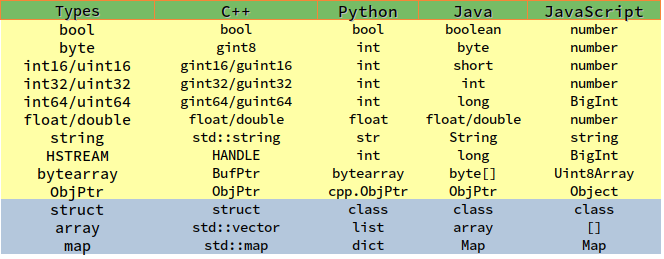 Types C++ Python Java JavaScript
bool bool bool boolean number
byte gint8 int byte number
int16/uint16 gint16/guint16 int short number
int32/uint32 gint32/guint32 int int number
int64/uint64 gint64/guint64 int long BigInt
float/double float/double float float/double number
string std::string str String string
HSTREAM HANDLE int long BigInt
bytearray BufPtr bytearray byte[] Uint8Array
ObjPtr ObjPtr cpp.ObjPtr ObjPtr Object
struct struct class class class
array std::vector list array []
map std::map dict Map Map